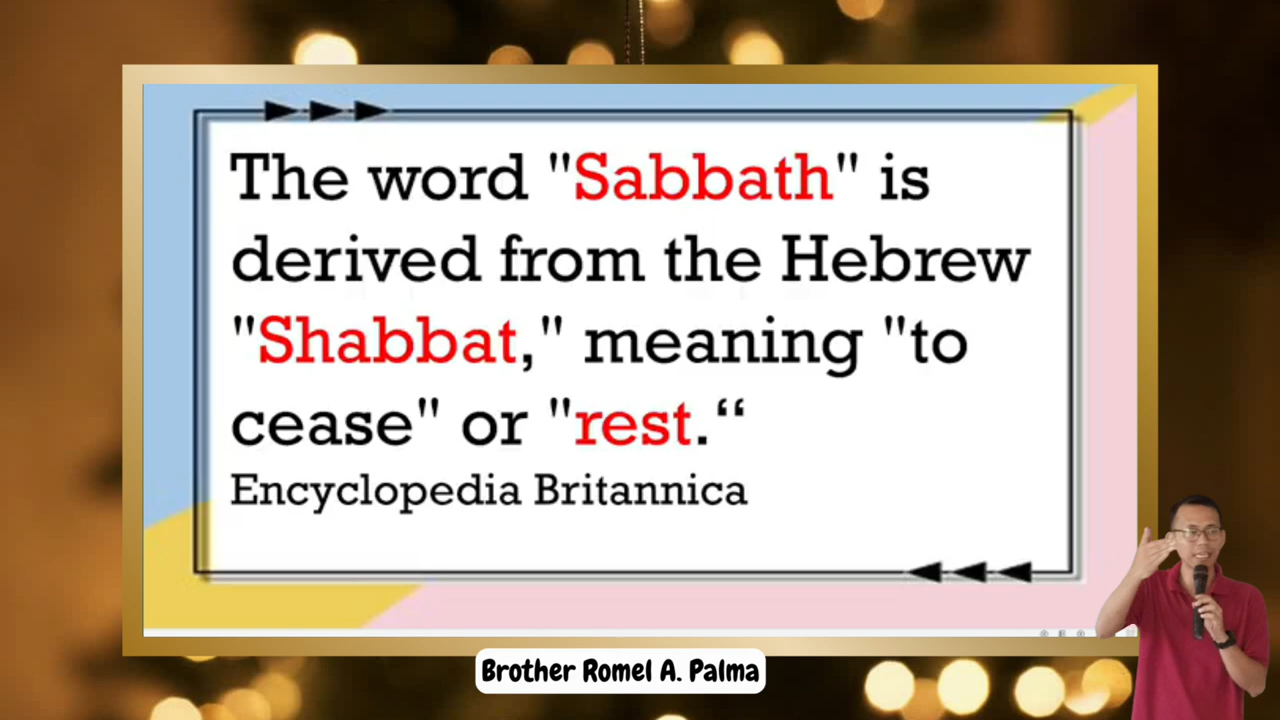 The word "Sabbath" is
derived from the Hebrew
"Shabbat," meaning "to
cease" or "rest.“
Encyclopedia Britannica
Brother Romel A. Palma